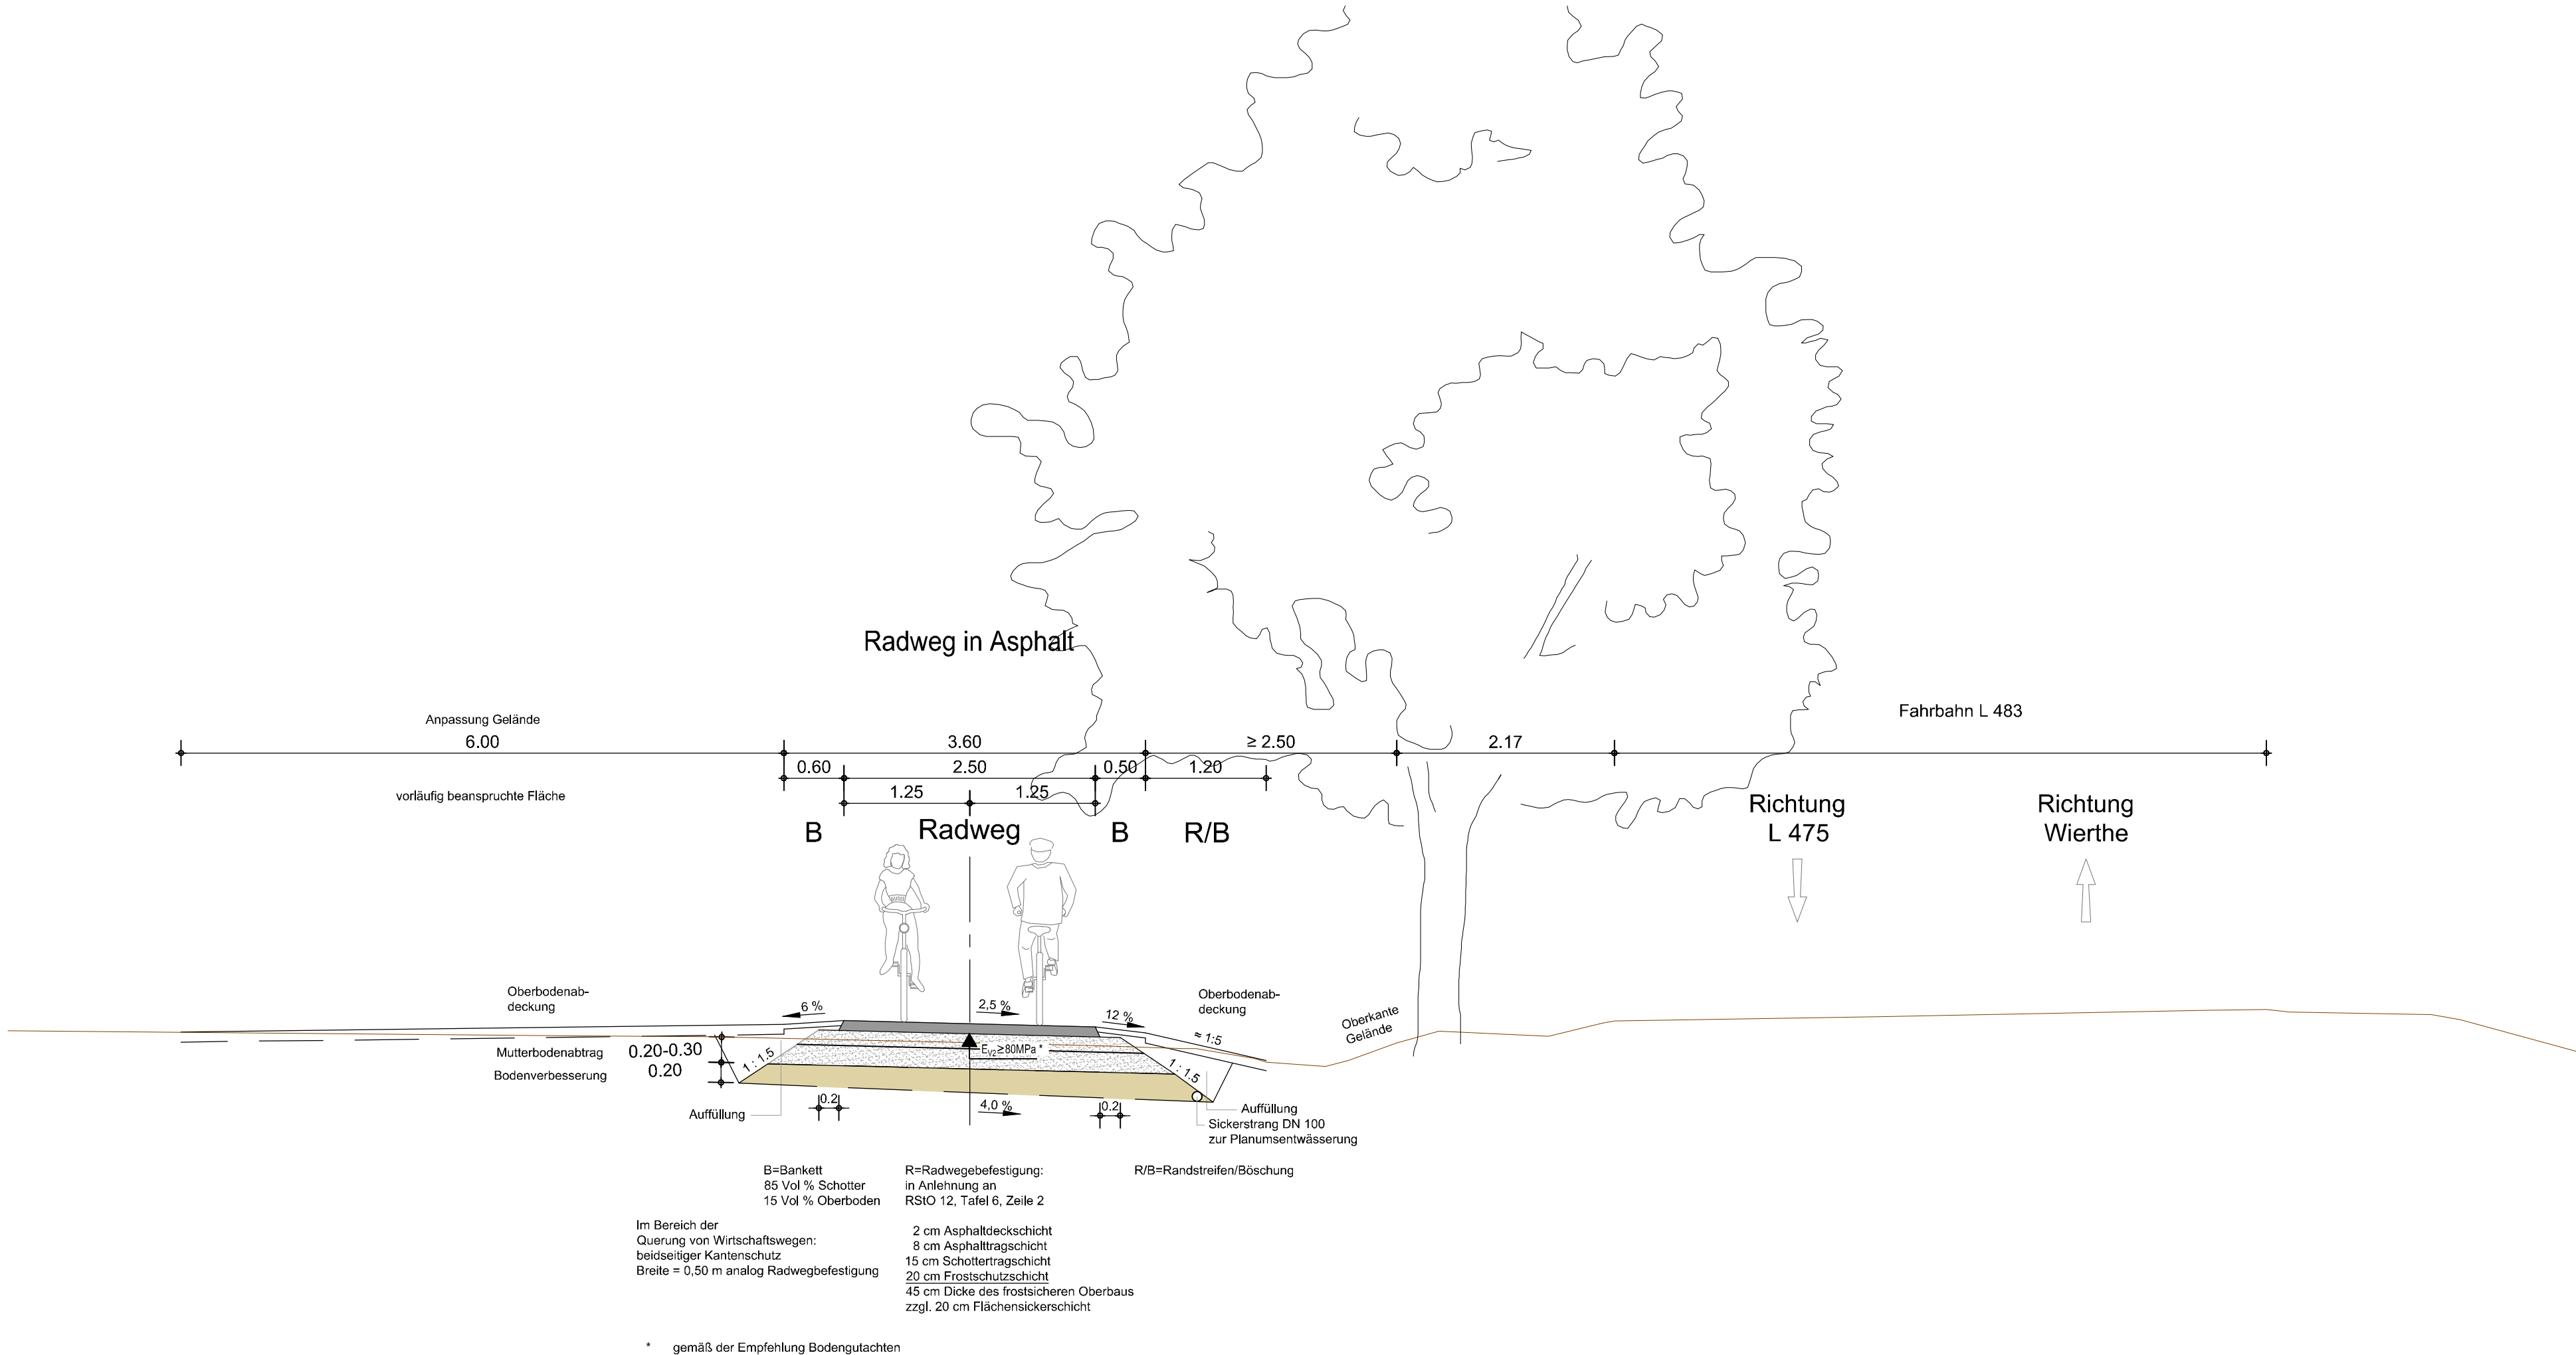 Radweg in Asphalt
Anpassung Gelände
Fahrbahn L 483
6.00
3.60
≥ 2.50
2.17
0.60
2.50
0.50
1.20
vorläufig beanspruchte Fläche
1.25
1.25
B
Radweg
B
R/B
Richtung
L 475
Richtung
Wierthe
Oberbodenab-
deckung
6 %
2,5 %
12 %
Oberbodenab-
deckung
Oberkante
Gelände
≈ 1:5
Mutterbodenabtrag
0.20-0.30
Bodenverbesserung
0.20
1 : 1.5
EV2≥80MPa *
1 : 1.5
Auffüllung
0.2
4,0 %
0.2
Auffüllung
Sickerstrang DN 100
zur Planumsentwässerung
B=Bankett
85 Vol % Schotter
15 Vol % Oberboden
R=Radwegebefestigung:
in Anlehnung an
RStO 12, Tafel 6, Zeile 2
R/B=Randstreifen/Böschung
Im Bereich der
Querung von Wirtschaftswegen:
beidseitiger Kantenschutz
Breite = 0,50 m analog Radwegbefestigung
2 cm Asphaltdeckschicht
8 cm Asphalttragschicht
15 cm Schottertragschicht
20 cm Frostschutzschicht
45 cm Dicke des frostsicheren Oberbaus
zzgl. 20 cm Flächensickerschicht
* gemäß der Empfehlung Bodengutachten